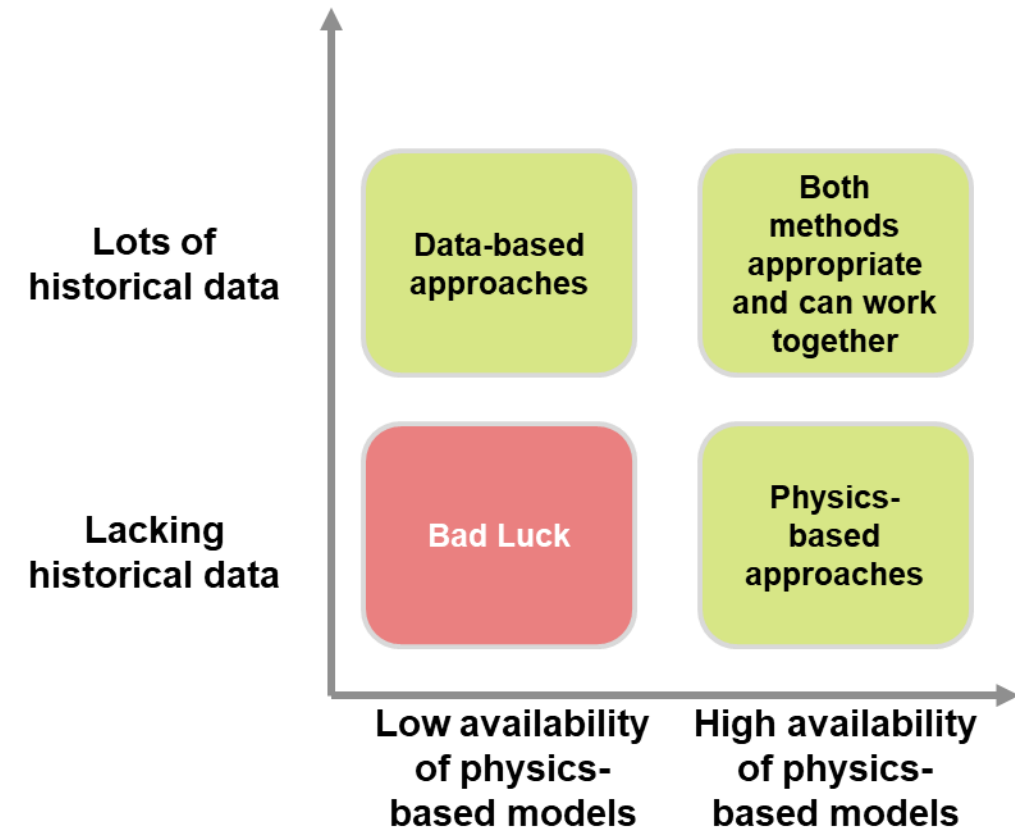 Lots of
historical data
Data-based
approaches
Both
methods
appropriate
and can work
together
Lacking
historical data
Bad Luck
Physics-
based
approaches
Low availability
of physics-
based models
High availability
of physics-
based models